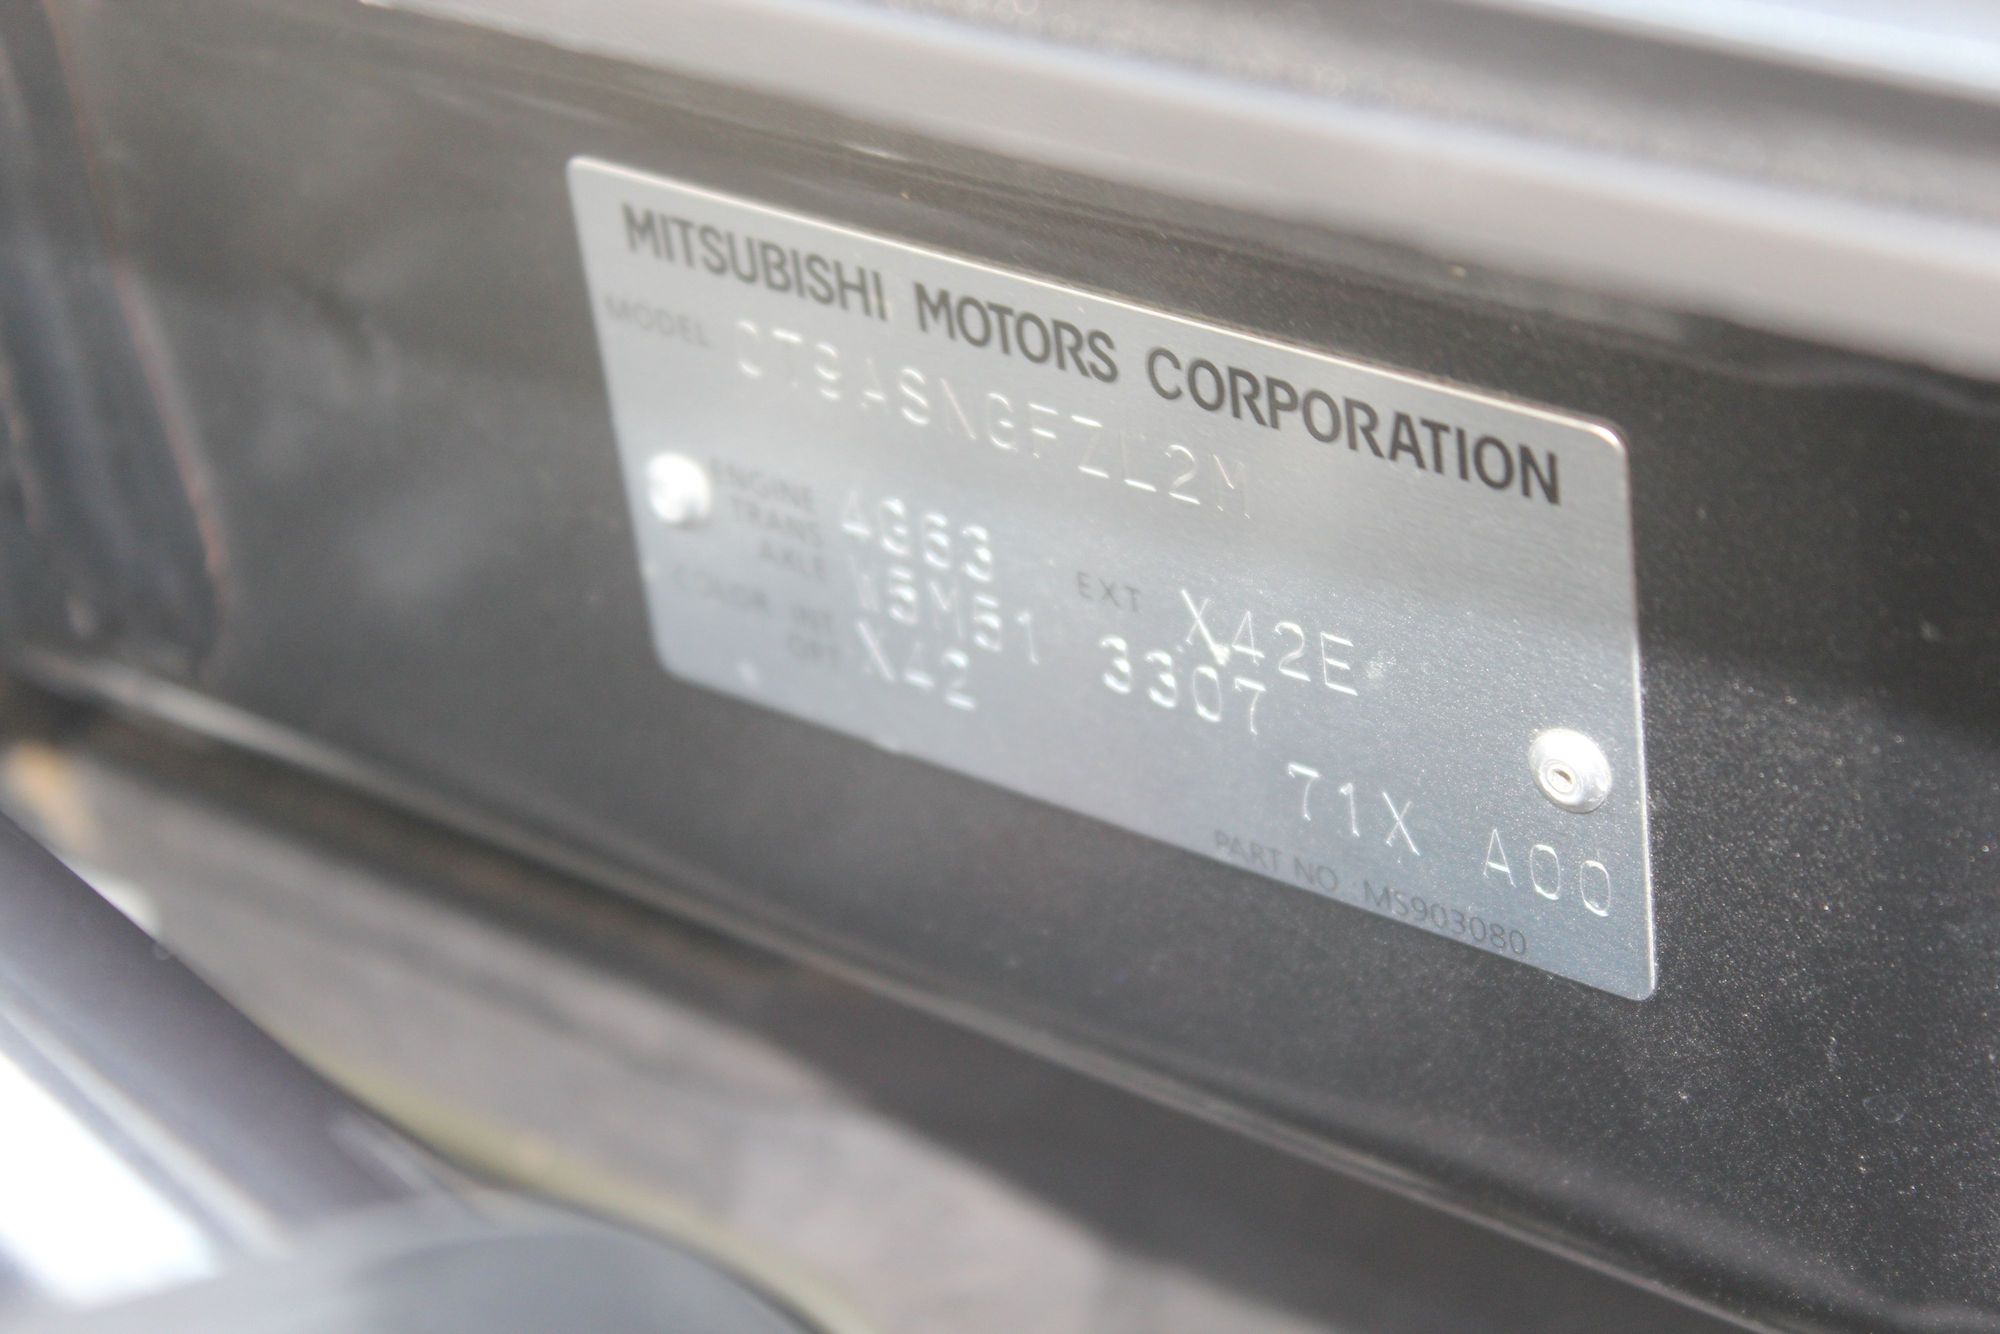 MITSUBISHI MOTORS CORPORATION
MODEL CT9ASNGFZL2M
ENGINE 4G63 EXT X42E
TRANS AXLE W5M51 3307
COLOR INT OPT X42
71X A00
PART NO. MS903080